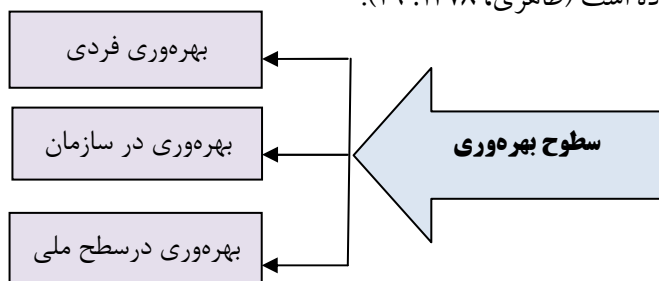 بهره‌وری فردی
سطوح بهره‌وری
بهره‌وری در سازمان
بهره‌وری درسطح ملی